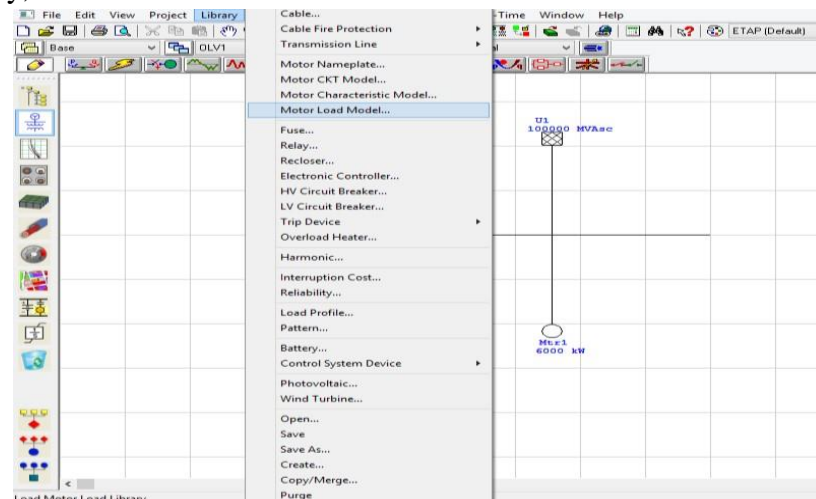 File Edit View Project Library
-Time Window Help
ETAP (Default)
Base
OLV1
Cable...
Cable Fire Protection
Transmission Line
Motor Nameplate...
Motor CKT Model...
Motor Characteristic Model...
Motor Load Model...
Fuse...
Relay...
Recloser...
Electronic Controller...
HV Circuit Breaker...
LV Circuit Breaker...
Trip Device
Overload Heater...
Harmonic...
Interruption Cost...
Reliability...
Load Profile...
Pattern...
Battery...
Control System Device
Photovoltaic...
Wind Turbine...
Open...
Save
Save As...
Create...
Copy/Merge...
Purge
U1
100000 MVAsc
Mtr1
6000 kW
Load Motor Load Library